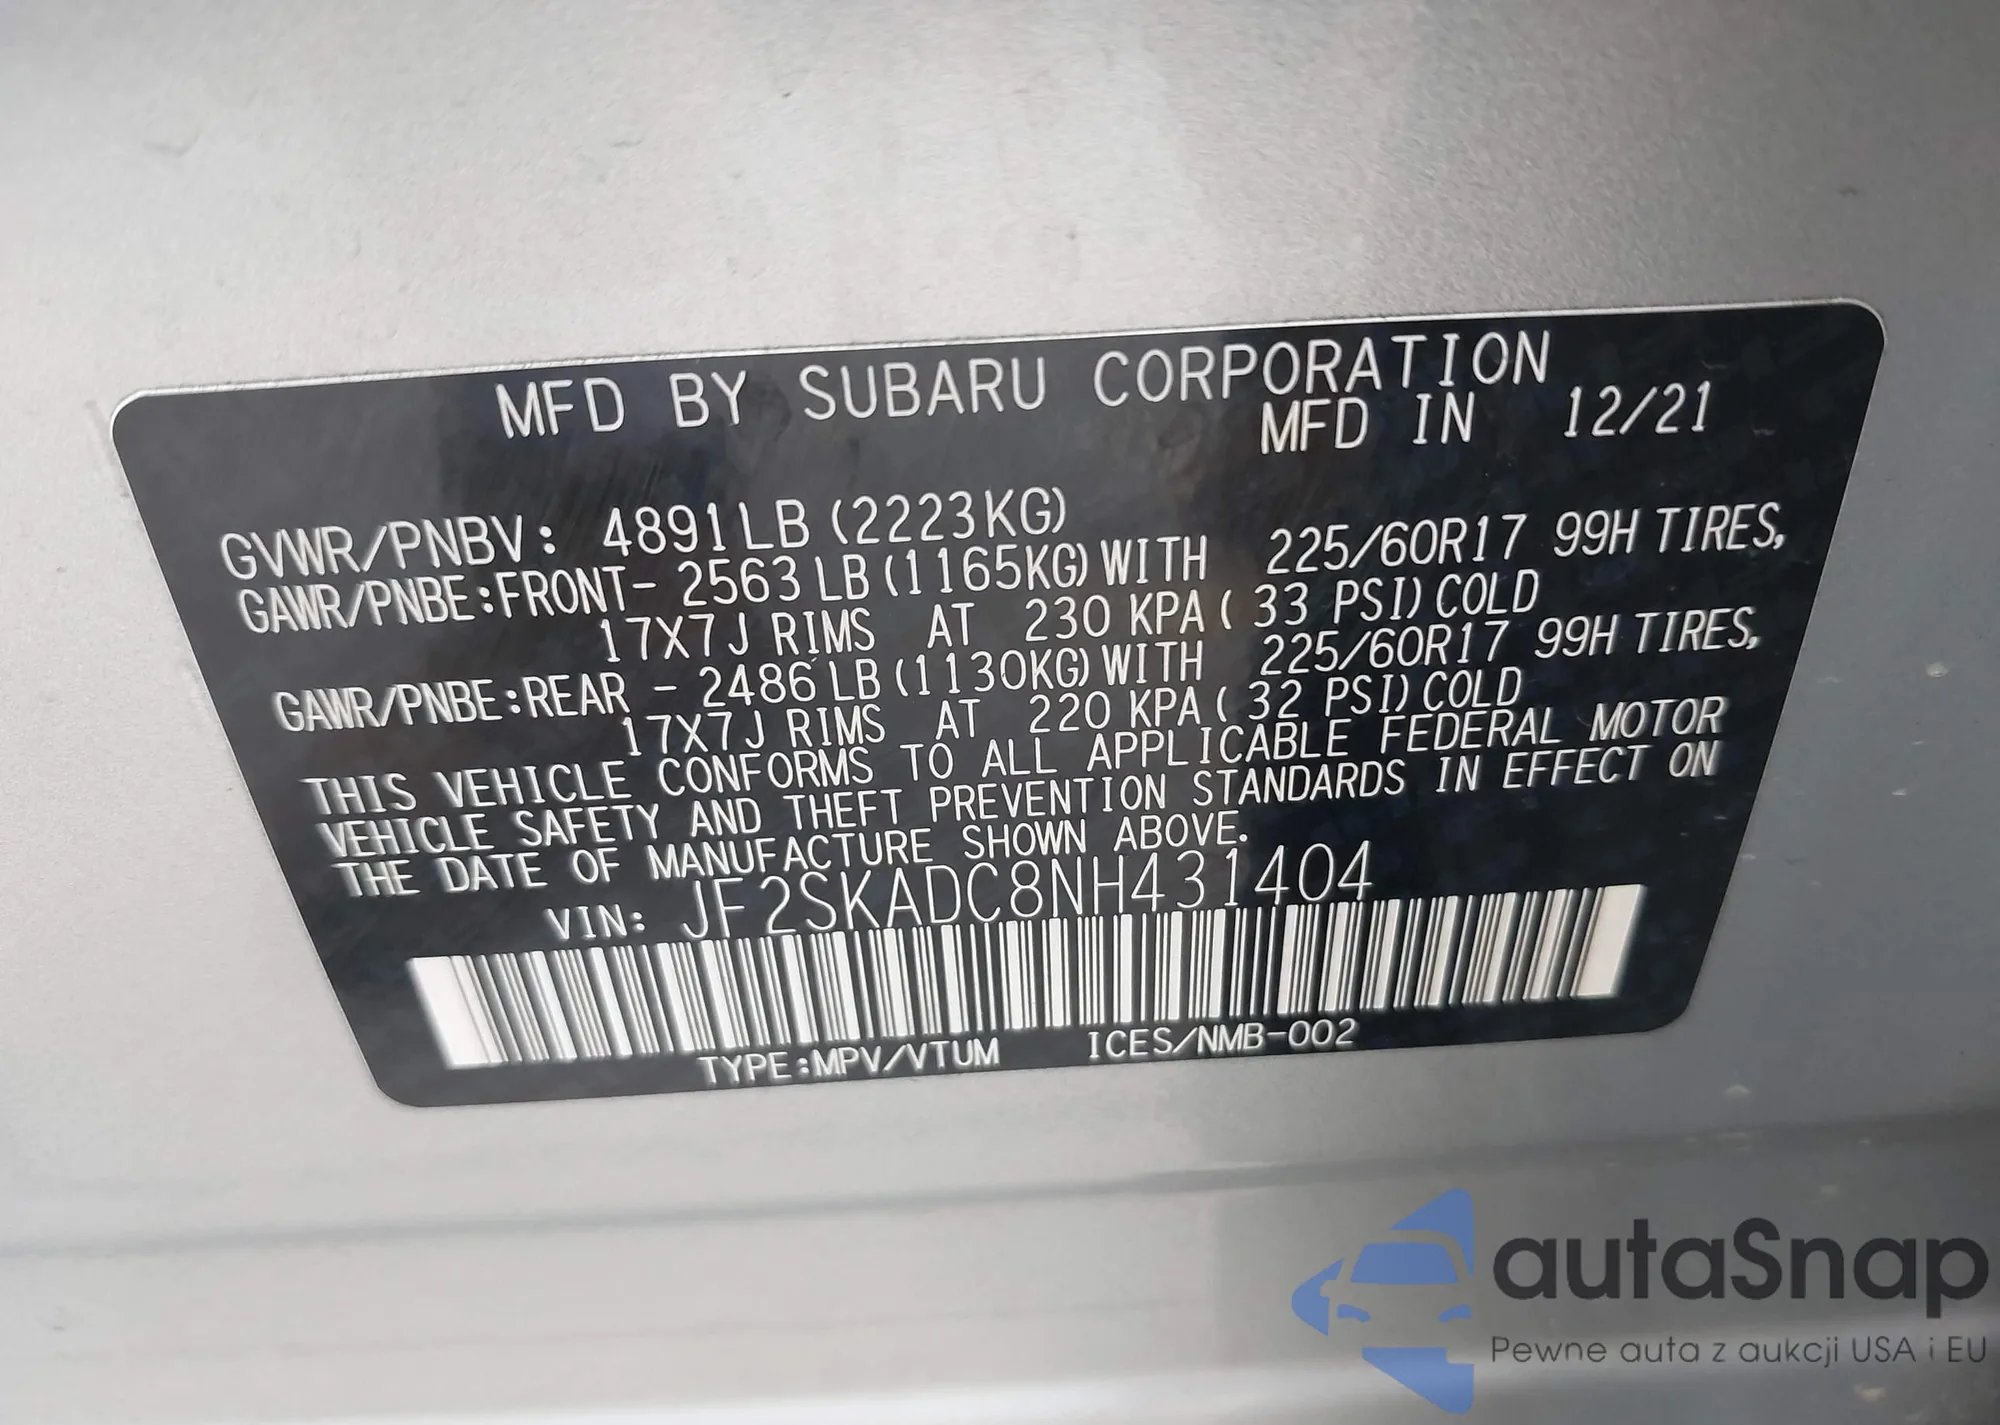 MFD BY SUBARU CORPORATION
MFD IN 12/21
GVWR/PNBV: 4891LB (2223KG)
GAWR/PNBE:FRONT- 2563LB(1165KG)WITH 225/60R17 99H TIRES,
17X7J RIMS AT 230 KPA( 33 PSI)COLD
GAWR/PNBE:REAR - 2486LB(1130KG)WITH 225/60R17 99H TIRES,
17X7J RIMS AT 220 KPA( 32 PSI)COLD
THIS VEHICLE CONFORMS TO ALL APPLICABLE FEDERAL MOTOR
VEHICLE SAFETY AND THEFT PREVENTION STANDARDS IN EFFECT ON
THE DATE OF MANUFACTURE SHOWN ABOVE.
VIN: JF2SKADC8NH431404
TYPE:MPV/VTUM ICES/NMB-002
autaSnap
Pewne auta z aukcji USA i EU